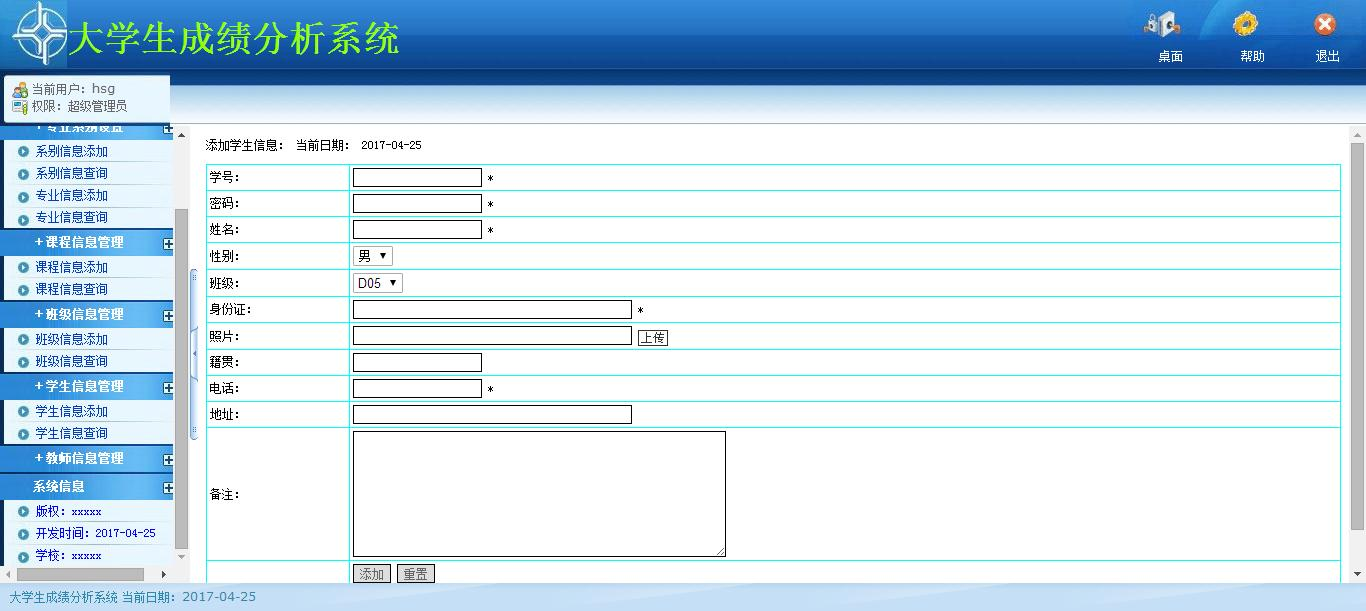 大学生成绩分析系统
桌面 帮助 退出
当前用户: hsg
权限: 超级管理员
+专业系别设置
系别信息添加
系别信息查询
专业信息添加
专业信息查询
+课程信息管理
课程信息添加
课程信息查询
+班级信息管理
班级信息添加
班级信息查询
+学生信息管理
学生信息添加
学生信息查询
+教师信息管理
系统信息
版权: xxxxx
开发时间: 2017-04-25
学校: xxxxx
添加学生信息: 当前日期: 2017-04-25
学号: *
密码: *
姓名: *
性别: 男
班级: D05
身份证: *
照片: 上传
籍贯:
电话: *
地址:
备注:
添加 重置
大学生成绩分析系统 当前日期: 2017-04-25